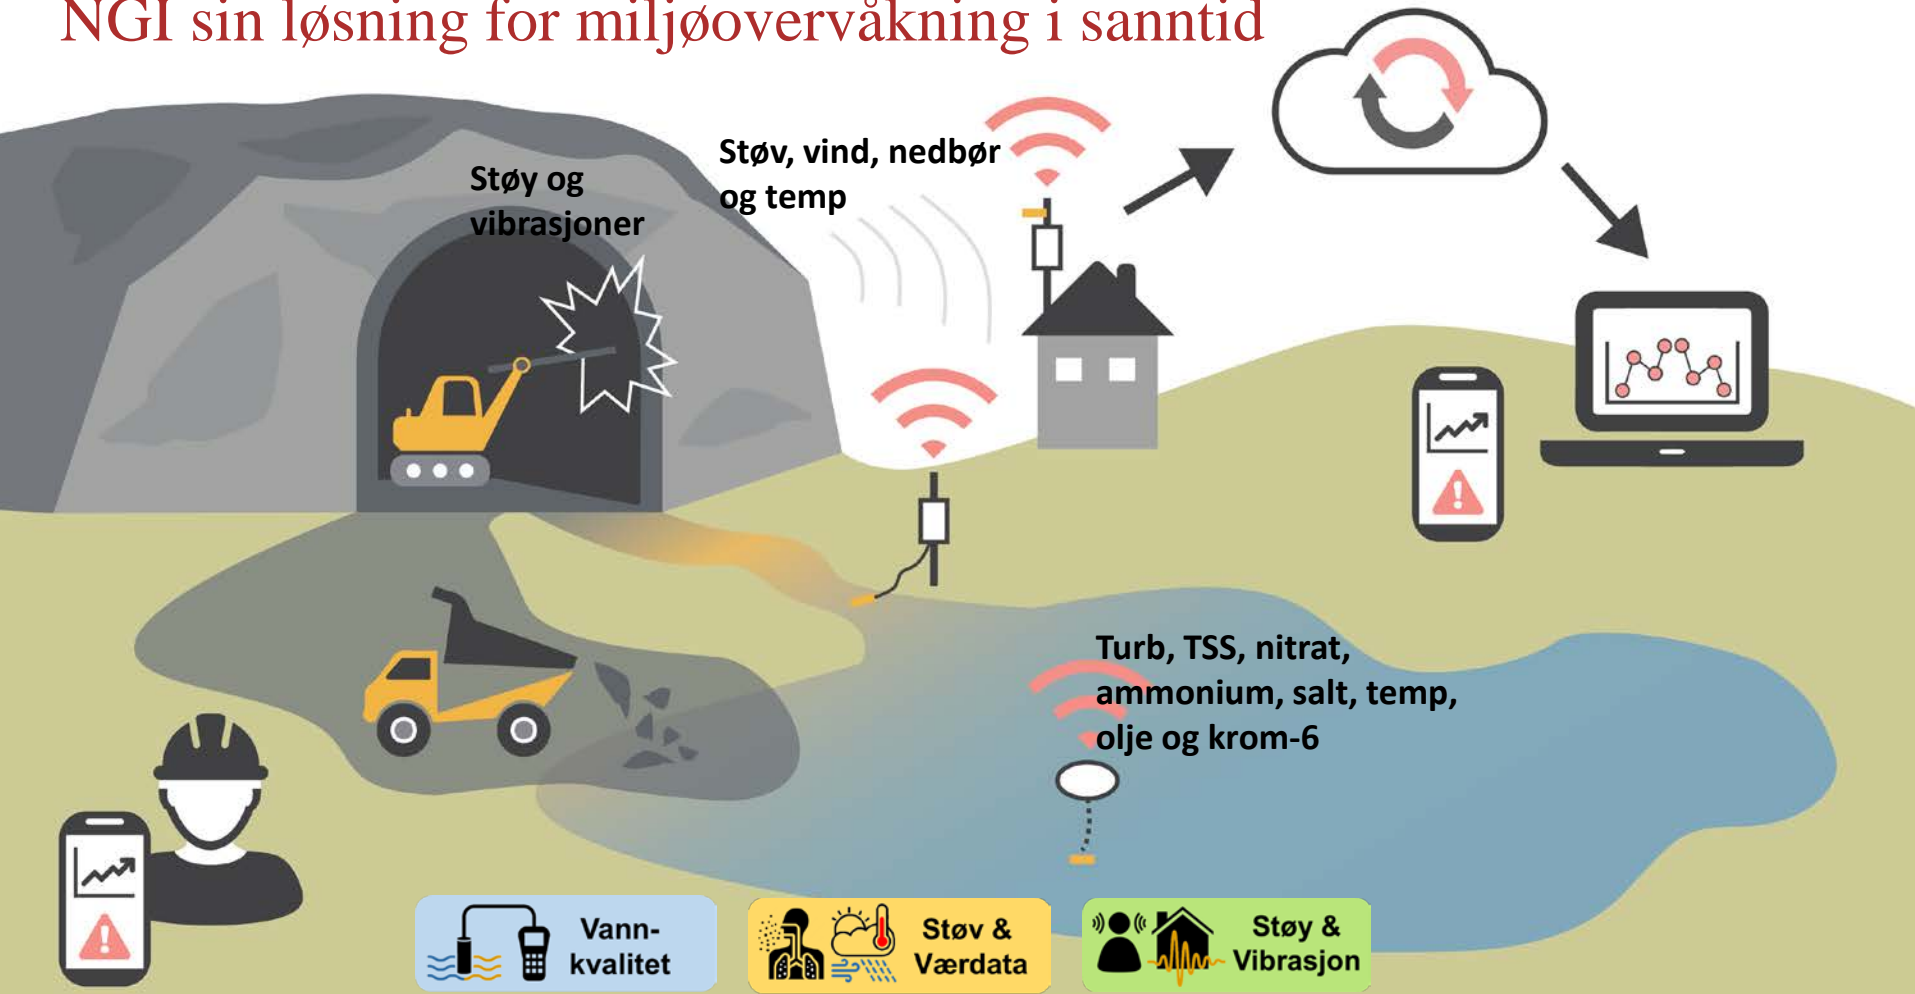 NGI sin løsning for miljøovervåkning i sanntid
Støy og
vibrasjoner
Støv, vind, nedbør
og temp
Turb, TSS, nitrat,
ammonium, salt, temp,
olje og krom-6
Vann-
kvalitet
Støv &
Værdata
Støy &
Vibrasjon